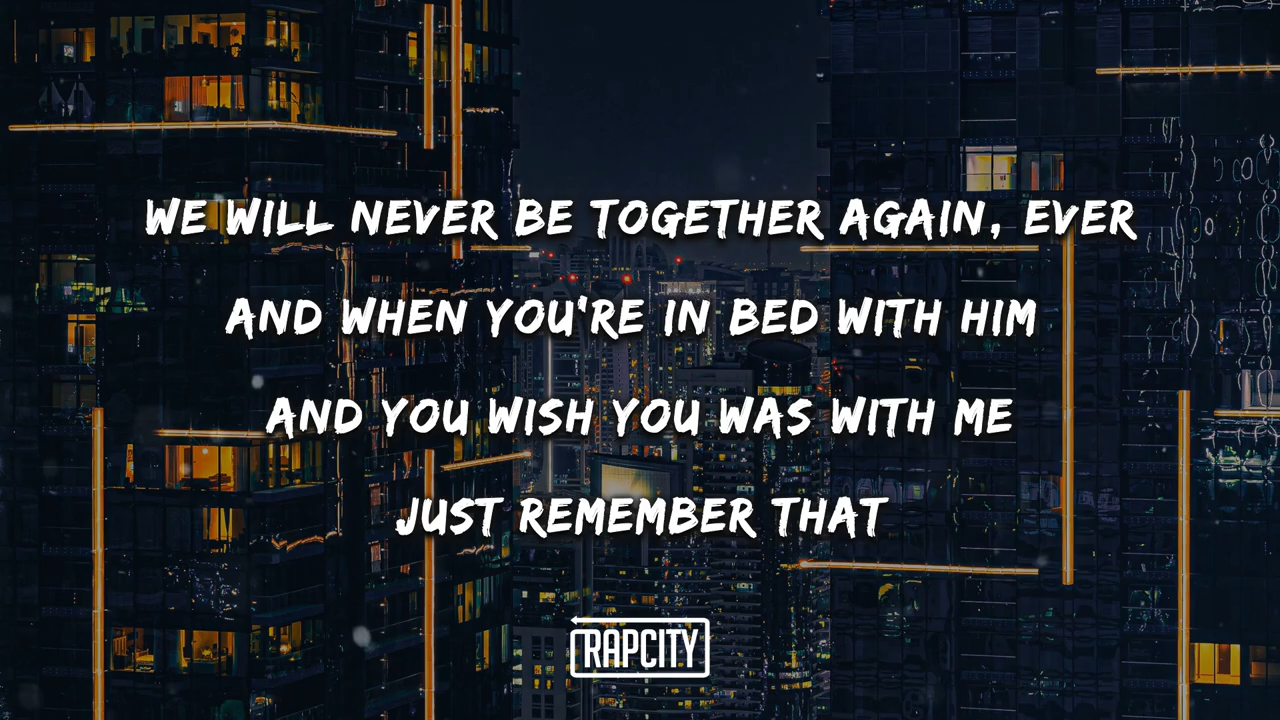 WE WILL NEVER BE TOGETHER AGAIN, EVER
AND WHEN YOU'RE IN BED WITH HIM
AND YOU WISH YOU WAS WITH ME
JUST REMEMBER THAT
RAPCITY